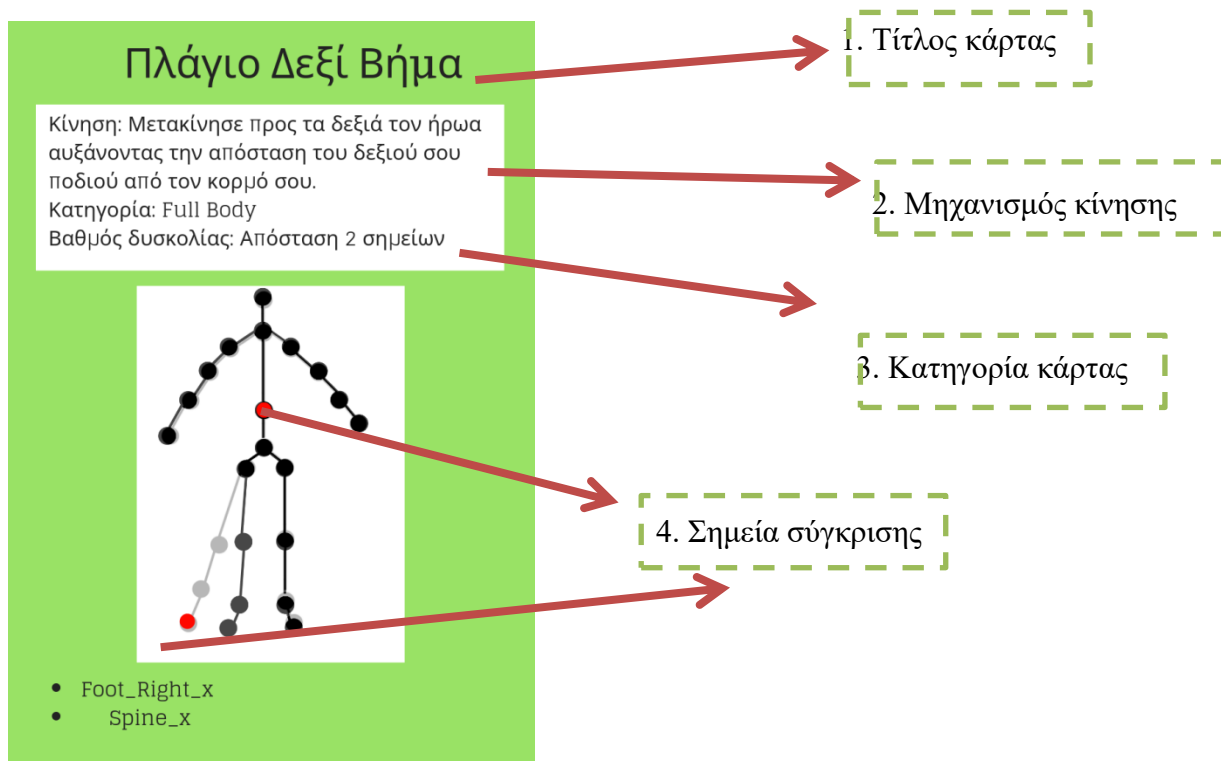 Πλάγιο Δεξί Βήμα
Κίνηση: Μετακίνησε προς τα δεξιά τον ήρωα
αυξάνοντας την απόσταση του δεξιού σου
ποδιού από τον κορμό σου.
Κατηγορία: Full Body
Βαθμός δυσκολίας: Απόσταση 2 σημείων
Foot_Right_x
Spine_x
1. Τίτλος κάρτας
2. Μηχανισμός κίνησης
3. Κατηγορία κάρτας
4. Σημεία σύγκρισης